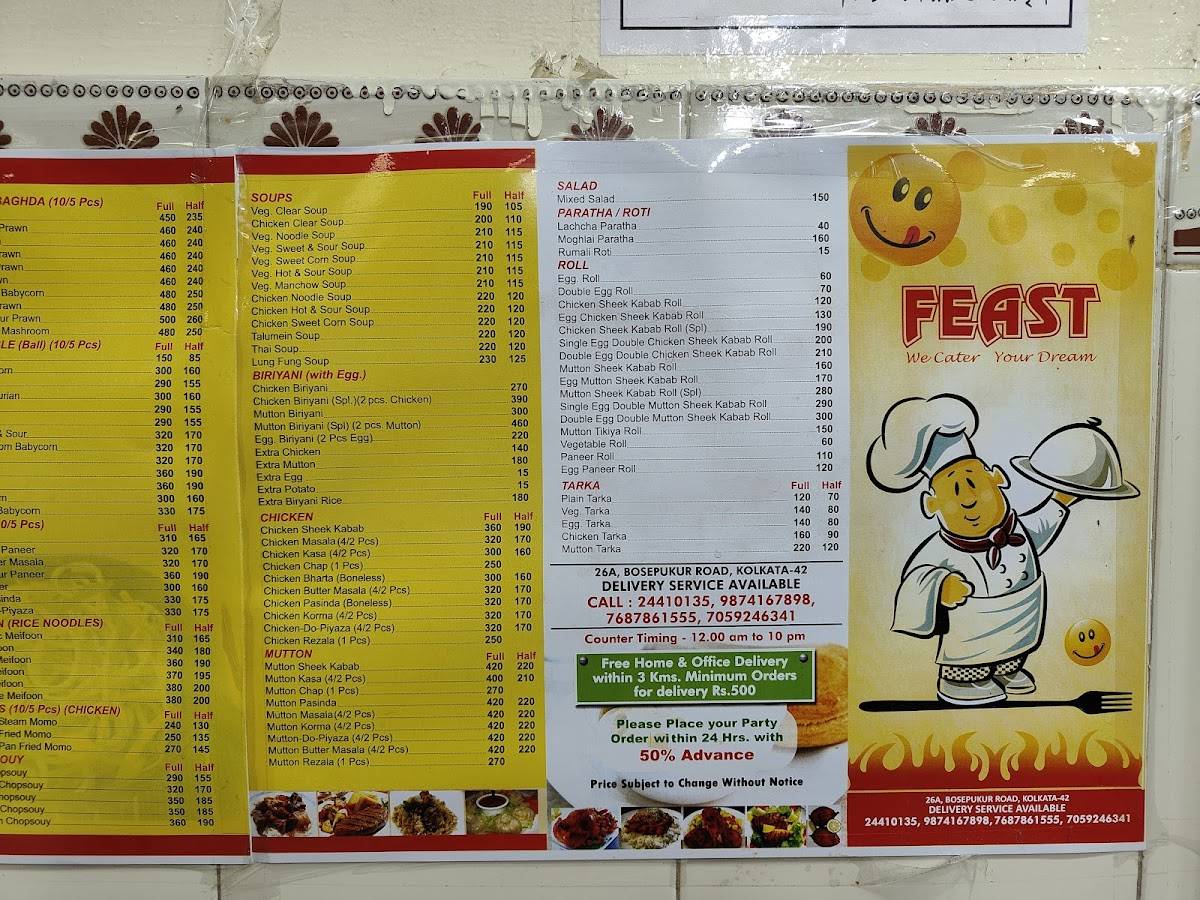 BAGHDA (10/5 Pcs)
Full Half
450 235
Prawn 460 240
460 240
rawn 460 240
Prawn 460 240
wn 460 240
Babycorn 480 250
rawn 480 250
ur Prawn 500 260
Mashroom 480 250
LE (Ball) (10/5 Pcs) Full Half
150 85
orn 300 160
290 155
urian 300 160
290 155
290 155
& Sour 320 170
om Babycorn 320 170
320 170
360 190
360 190
m 300 160
Babycorn 330 175
10/5 Pcs) Full Half
310 165
Paneer 320 170
er Masala 320 170
ur Paneer 360 190
er 300 160
sinda 330 175
-Piyaza 330 175
N (RICE NOODLES) Full Half
c Meifoon 310 165
oon 340 180
Meifoon 360 190
eifoon 370 195
eifoon 380 200
e Meifoon 380 200
S (10/5 Pcs) (CHICKEN) Full Half
Steam Momo 240 130
Fried Momo 250 135
Pan Fried Momo 270 145
OUY Full Half
opsouy 290 155
Chopsouy 320 170
hopsouy 350 185
Chopsouy 350 185
n Chopsouy 360 190
SOUPS Full Half
Veg. Clear Soup 190 105
Chicken Clear Soup 200 110
Veg. Noodle Soup 210 115
Veg. Sweet & Sour Soup 210 115
Veg. Sweet Corn Soup 210 115
Veg. Hot & Sour Soup 210 115
Veg. Manchow Soup 210 115
Chicken Noodle Soup 220 120
Chicken Hot & Sour Soup 220 120
Chicken Sweet Corn Soup 220 120
Talumein Soup 220 120
Thai Soup 220 120
Lung Fung Soup 230 125
BIRIYANI (with Egg.)
Chicken Biriyani 270
Chicken Biriyani (Spl.)(2 pcs. Chicken) 390
Mutton Biriyani 300
Mutton Biriyani (Spl) (2 pcs. Mutton) 460
Egg. Biriyani (2 Pcs Egg) 220
Extra Chicken 140
Extra Mutton 180
Extra Egg 15
Extra Potato 15
Extra Biryani Rice 180
CHICKEN Full Half
Chicken Sheek Kabab 360 190
Chicken Masala (4/2 Pcs) 320 170
Chicken Kasa (4/2 Pcs) 300 160
Chicken Chap (1 Pcs) 250
Chicken Bharta (Boneless) 300 160
Chicken Butter Masala (4/2 Pcs) 320 170
Chicken Pasinda (Boneless) 320 170
Chicken Korma (4/2 Pcs) 320 170
Chicken-Do-Piyaza (4/2 Pcs) 320 170
Chicken Rezala (1 Pcs) 250
MUTTON Full Half
Mutton Sheek Kabab 420 220
Mutton Kasa (4/2 Pcs) 400 210
Mutton Chap (1 Pcs) 270
Mutton Pasinda 420 220
Mutton Masala(4/2 Pcs) 420 220
Mutton Korma (4/2 Pcs) 420 220
Mutton-Do-Piyaza (4/2 Pcs) 420 220
Mutton Butter Masala (4/2 Pcs) 420 220
Mutton Rezala (1 Pcs) 270
SALAD
Mixed Salad 150
PARATHA / ROTI
Lachcha Paratha 40
Moghlai Paratha 160
Rumali Roti 15
ROLL
Egg Roll 60
Double Egg Roll 70
Chicken Sheek Kabab Roll 120
Egg Chicken Sheek Kabab Roll 130
Chicken Sheek Kabab Roll (Spl) 190
Single Egg Double Chicken Sheek Kabab Roll 200
Double Egg Double Chicken Sheek Kabab Roll 210
Mutton Sheek Kabab Roll 160
Egg Mutton Sheek Kabab Roll 170
Mutton Sheek Kabab Roll (Spl) 280
Single Egg Double Mutton Sheek Kabab Roll 290
Double Egg Double Mutton Sheek Kabab Roll 300
Mutton Tikiya Roll 150
Vegetable Roll 60
Paneer Roll 110
Egg Paneer Roll 120
TARKA Full Half
Plain Tarka 120 70
Veg. Tarka 140 80
Egg. Tarka 140 80
Chicken Tarka 160 90
Mutton Tarka 220 120
26A, BOSEPUKUR ROAD, KOLKATA-42
DELIVERY SERVICE AVAILABLE
CALL : 24410135, 9874167898,
7687861555, 7059246341
Counter Timing - 12.00 am to 10 pm
Free Home & Office Delivery
within 3 Kms. Minimum Orders
for delivery Rs.500
Please Place your Party
Order within 24 Hrs. with
50% Advance
Price Subject to Change Without Notice
FEAST
We Cater Your Dream
26A, BOSEPUKUR ROAD, KOLKATA-42
DELIVERY SERVICE AVAILABLE
24410135, 9874167898, 7687861555, 7059246341